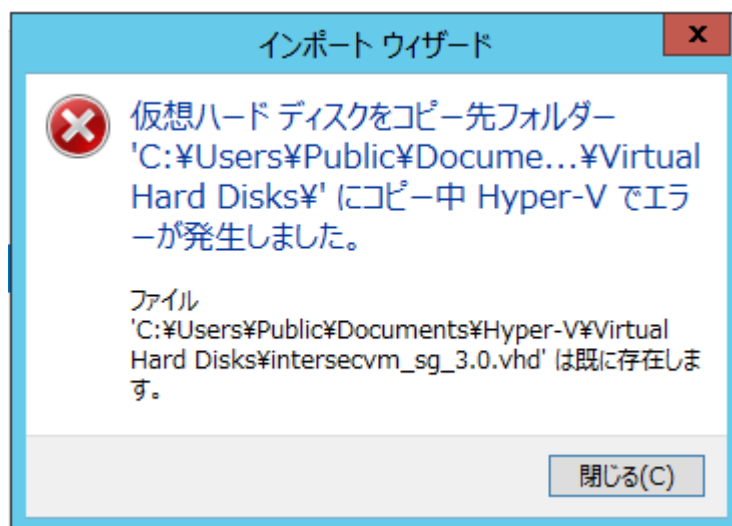 インポート ウィザード
x
仮想ハード ディスクをコピー先フォルダー
'C:¥Users¥Public¥Docume...¥Virtual
Hard Disks¥' にコピー中 Hyper-V でエラ
ーが発生しました。
ファイル
'C:¥Users¥Public¥Documents¥Hyper-V¥Virtual
Hard Disks¥intersecvm_sg_3.0.vhd' は既に存在しま
す。
閉じる(C)